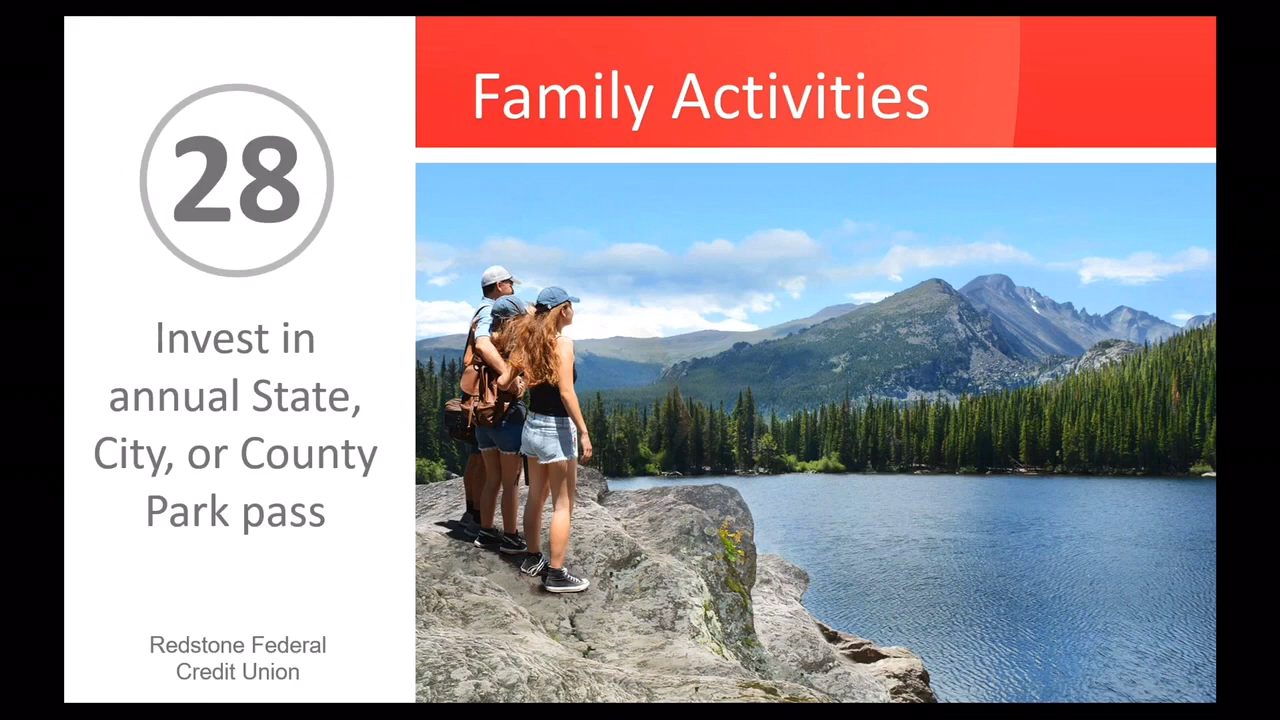 28
Invest in
annual State,
City, or County
Park pass
Redstone Federal
Credit Union
Family Activities